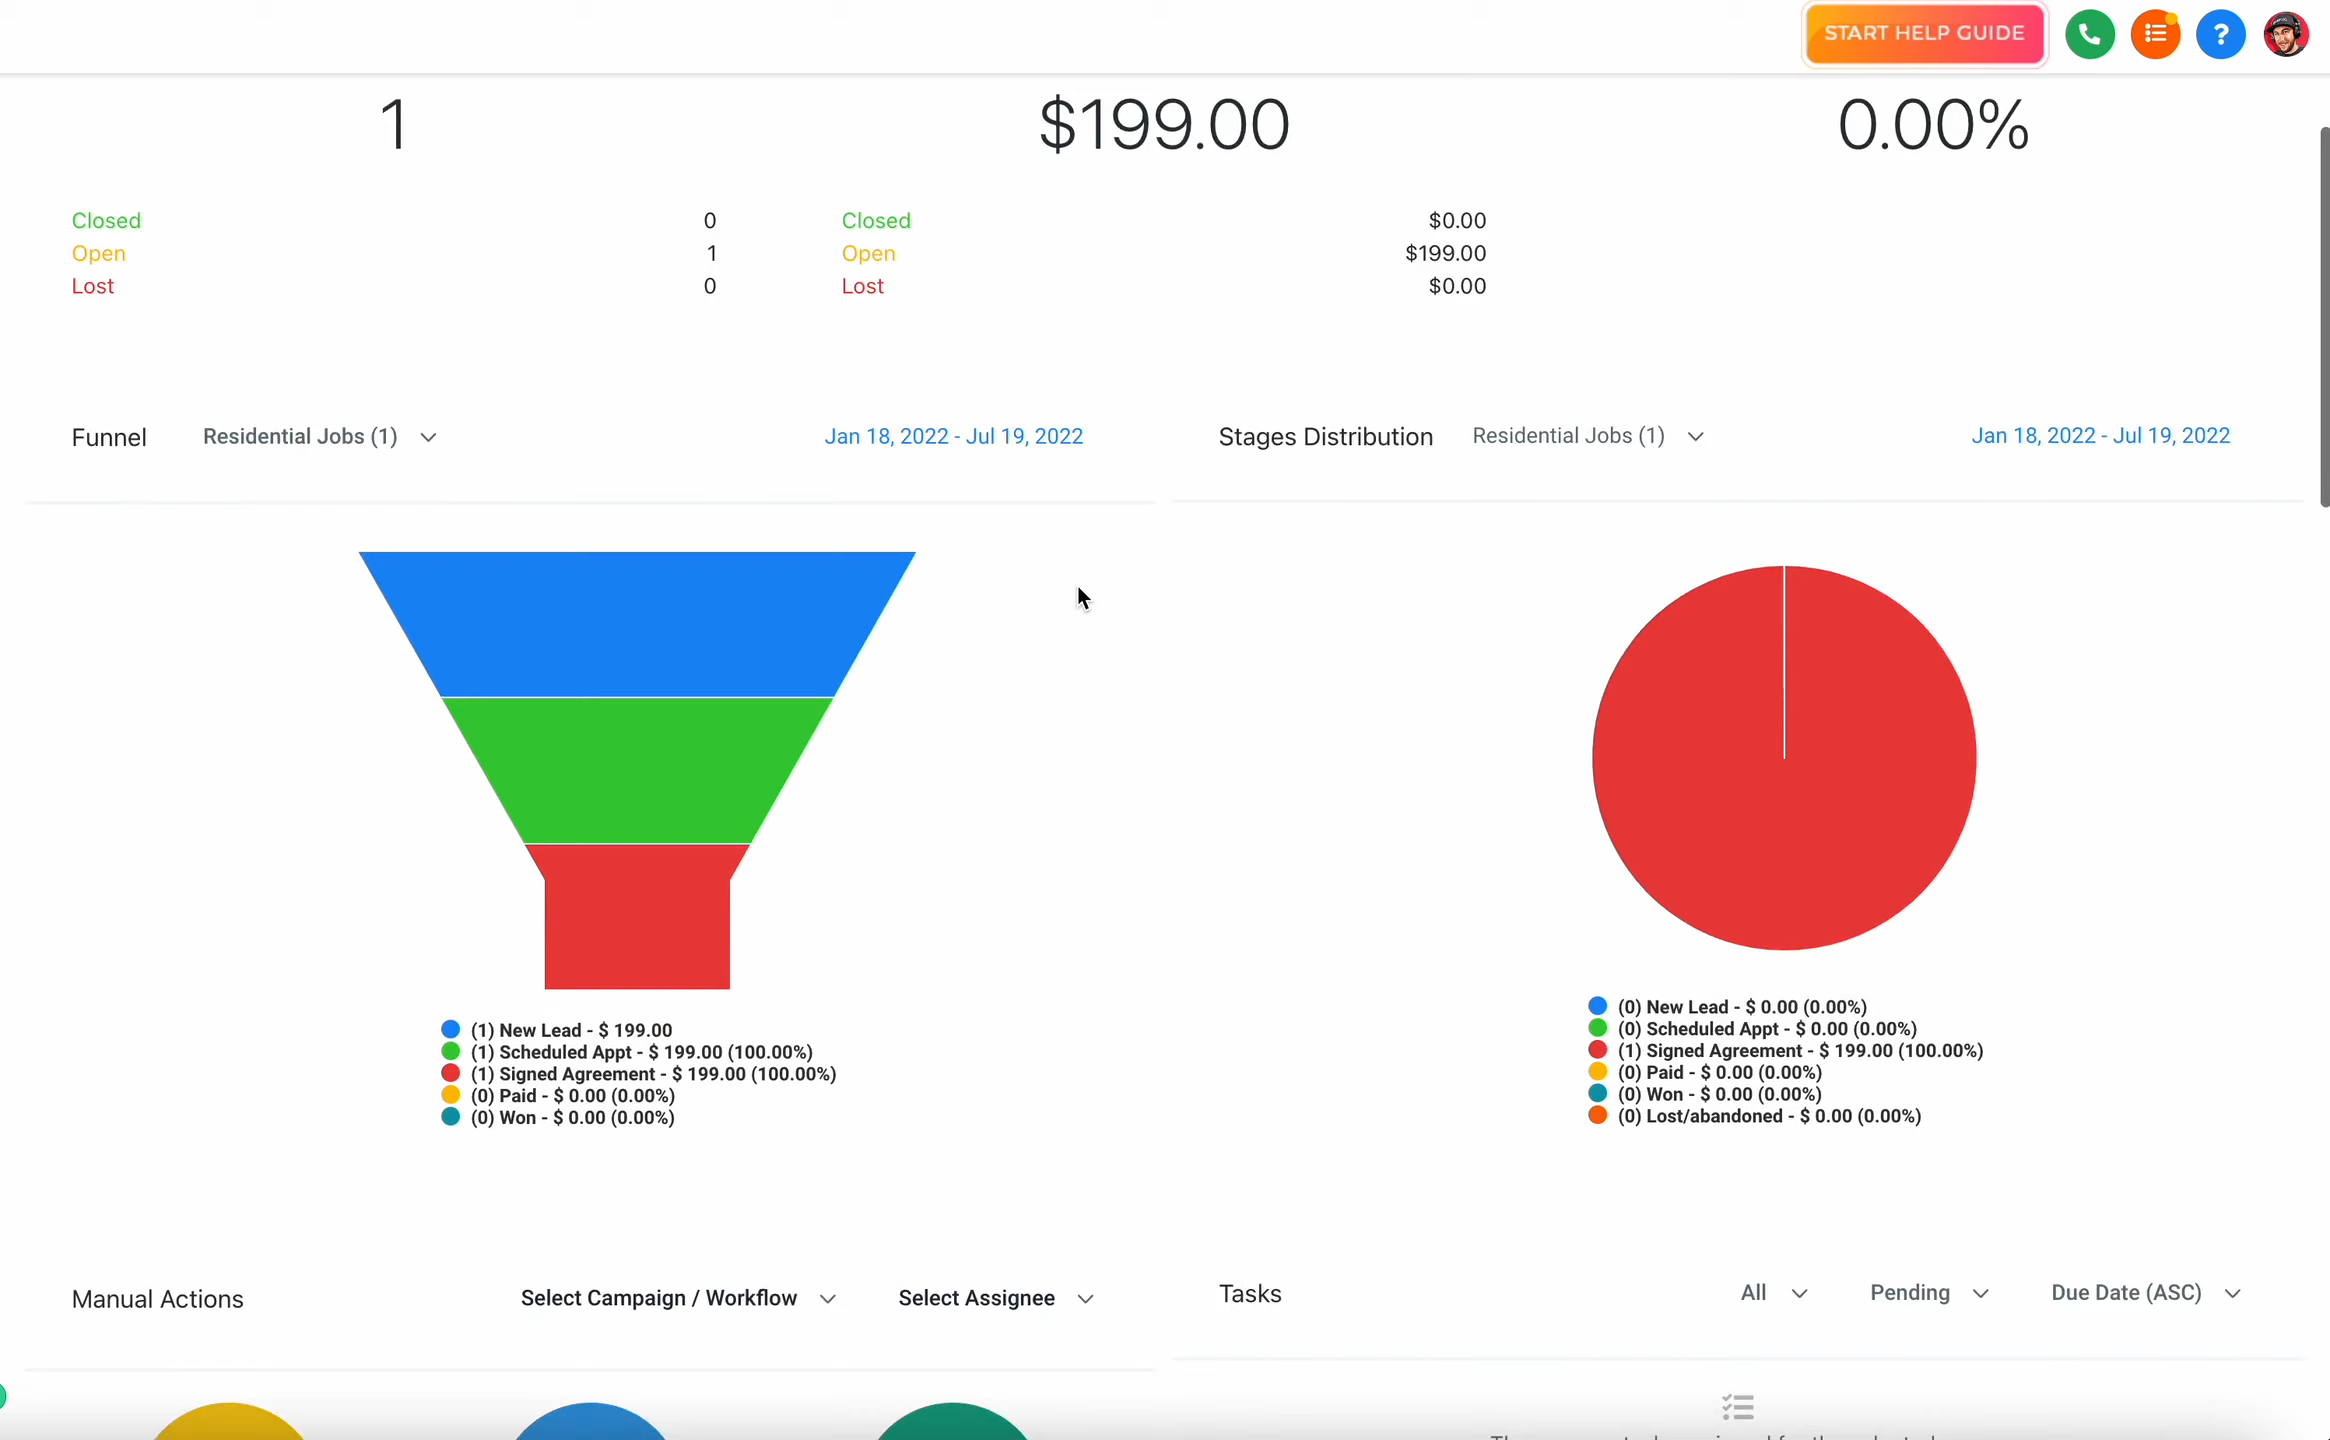 START HELP GUIDE
?
1
$199.00
0.00%
Closed 0
Open 1
Lost 0
Closed $0.00
Open $199.00
Lost $0.00
Funnel
Residential Jobs (1)
Jan 18, 2022 - Jul 19, 2022
Stages Distribution
Residential Jobs (1)
Jan 18, 2022 - Jul 19, 2022
(1) New Lead - $ 199.00
(1) Scheduled Appt - $ 199.00 (100.00%)
(1) Signed Agreement - $ 199.00 (100.00%)
(0) Paid - $ 0.00 (0.00%)
(0) Won - $ 0.00 (0.00%)
(0) New Lead - $ 0.00 (0.00%)
(0) Scheduled Appt - $ 0.00 (0.00%)
(1) Signed Agreement - $ 199.00 (100.00%)
(0) Paid - $ 0.00 (0.00%)
(0) Won - $ 0.00 (0.00%)
(0) Lost/abandoned - $ 0.00 (0.00%)
Manual Actions
Select Campaign / Workflow
Select Assignee
Tasks
All
Pending
Due Date (ASC)